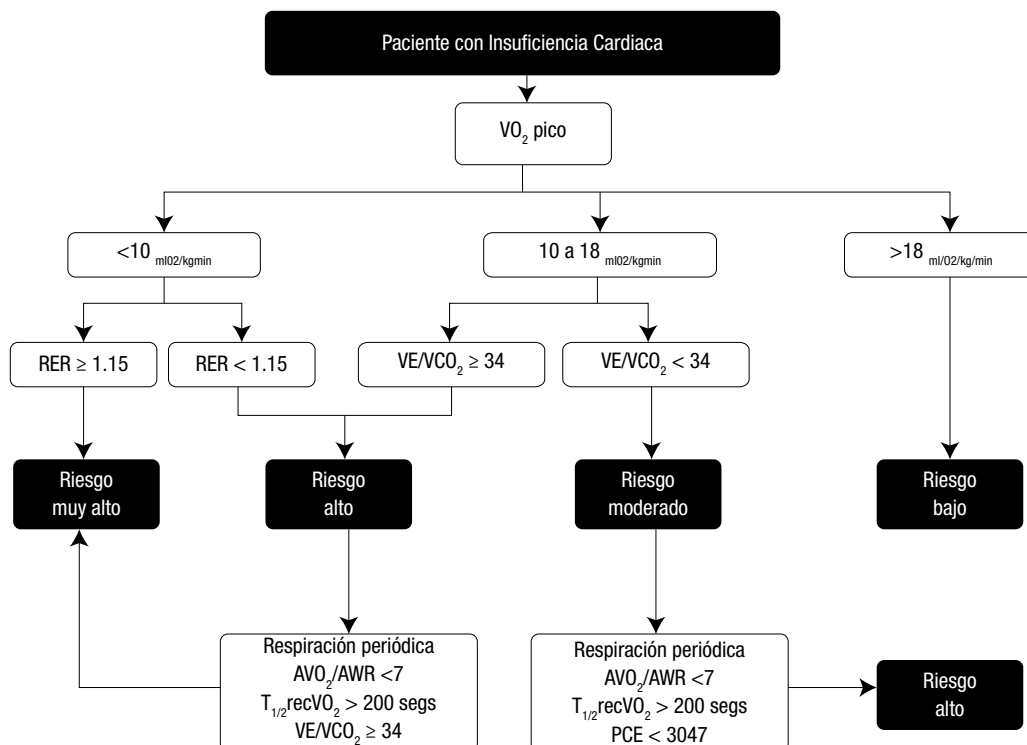 Paciente con Insuficiencia Cardiaca
VO₂ pico
<10 ml02/kgmin
10 a 18 ml02/kgmin
>18 ml/O2/kg/min
RER ≥ 1.15
RER < 1.15
VE/VCO₂ ≥ 34
VE/VCO₂ < 34
Riesgo
muy alto
Riesgo
alto
Riesgo
moderado
Riesgo
bajo
Respiración periódica
AVO₂/AWR <7
T₁/₂recVO₂ > 200 segs
VE/VCO₂ ≥ 34
Respiración periódica
AVO₂/AWR <7
T₁/₂recVO₂ > 200 segs
PCE < 3047
Riesgo
alto